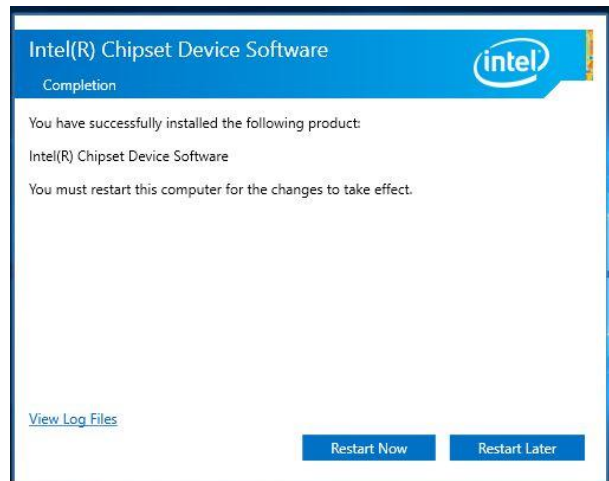 Intel(R) Chipset Device Software
intel
Completion
You have successfully installed the following product:
Intel(R) Chipset Device Software
You must restart this computer for the changes to take effect.
View Log Files
Restart Now
Restart Later